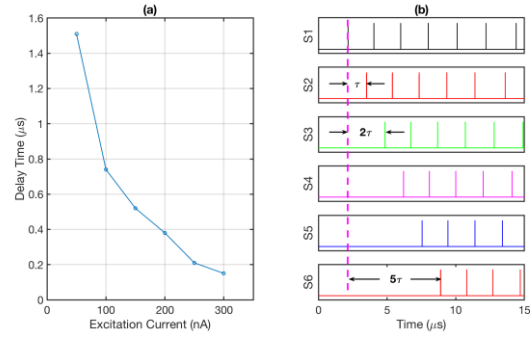 (a)
1.6
1.4
1.2
1
0.8
0.6
0.4
0.2
0
Delay Time (μs)
0 100 200 300
Excitation Current (nA)
(b)
S1
S2
τ
S3
2τ
S4
S5
S6
5τ
0 5 10 15
Time (μs)